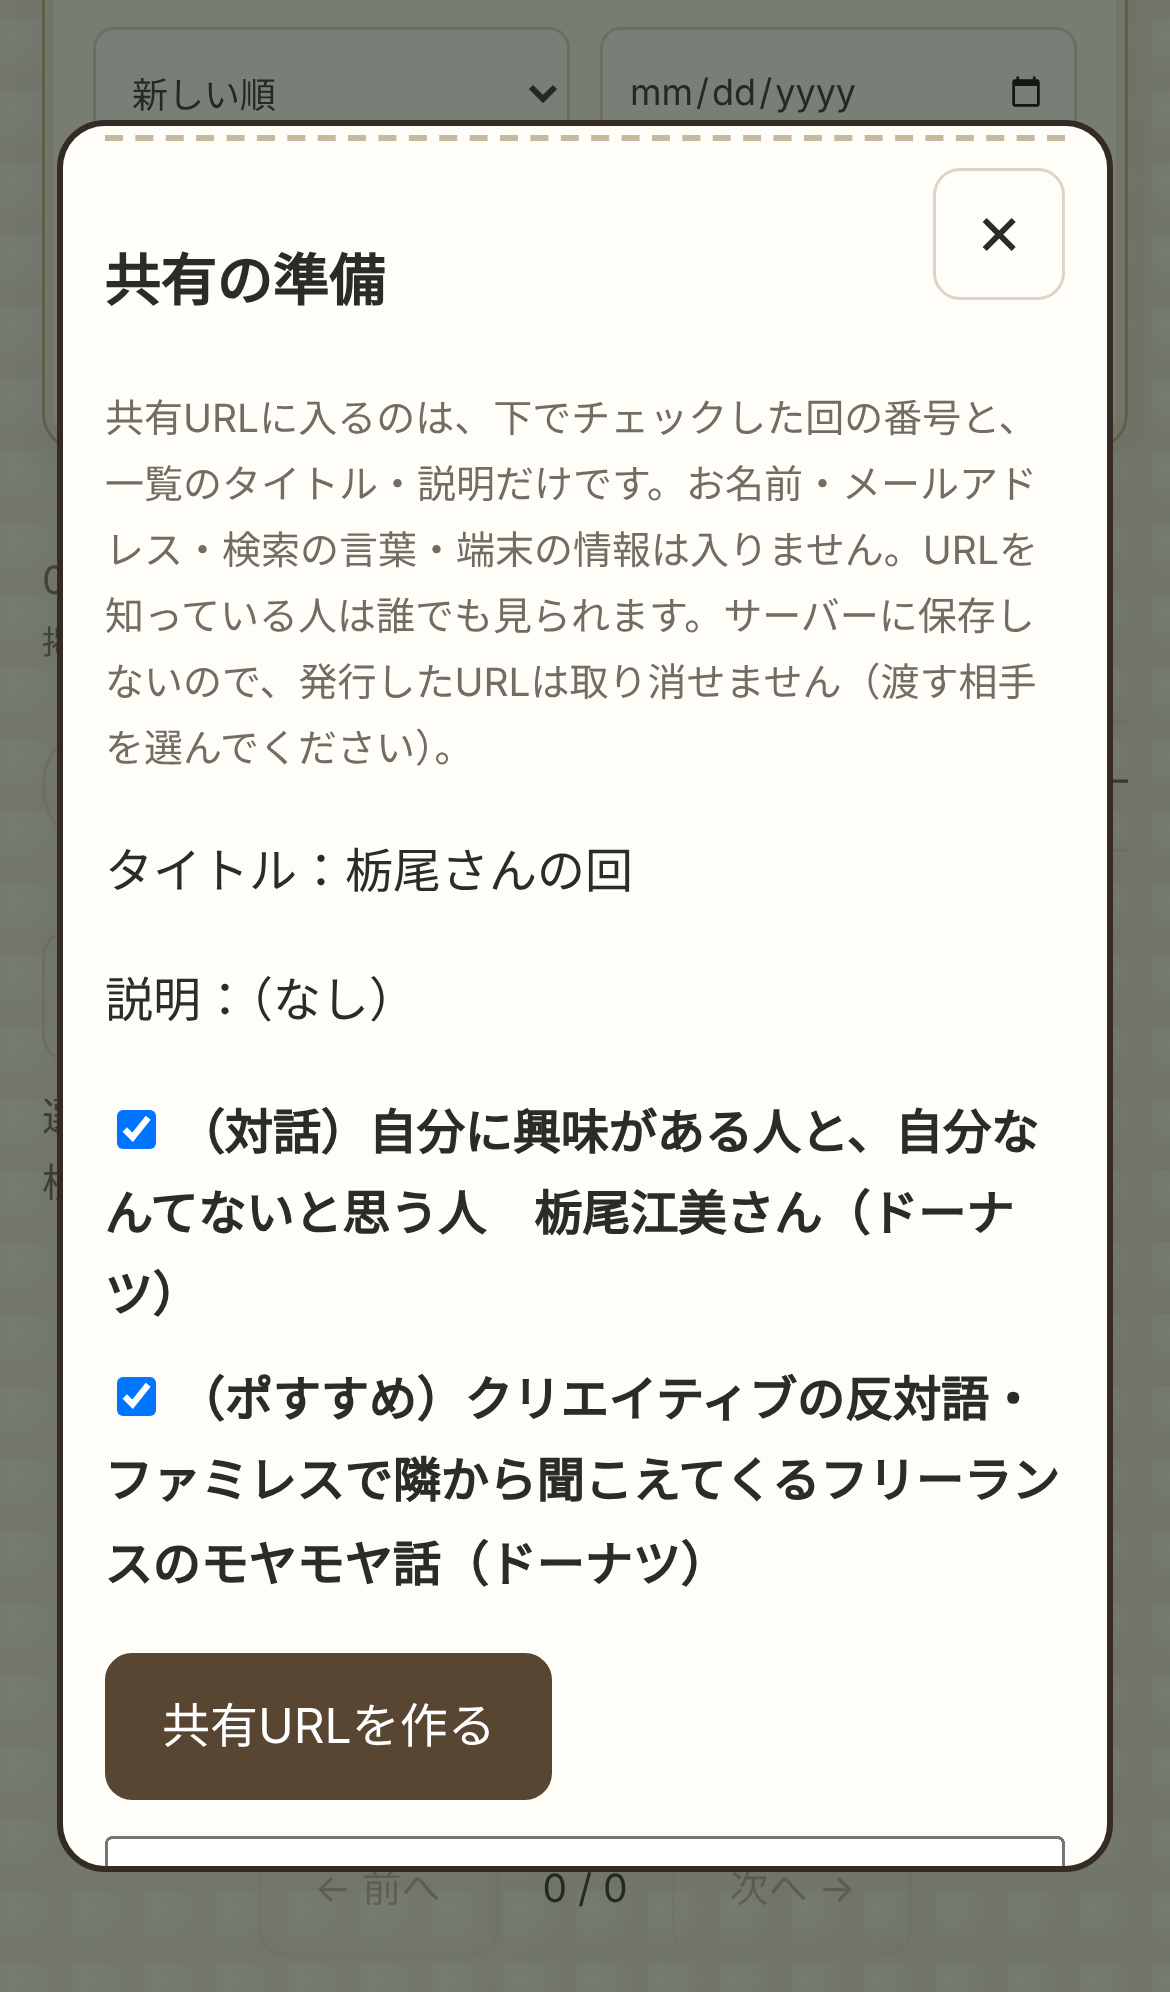 新しい順
mm/dd/yyyy
×
共有の準備
共有URLに入るのは、下でチェックした回の番号と、
一覧のタイトル・説明だけです。お名前・メールアド
レス・検索の言葉・端末の情報は入りません。URLを
知っている人は誰でも見られます。サーバーに保存し
ないので、発行したURLは取り消せません（渡す相手
を選んでください）。
タイトル：栃尾さんの回
説明：（なし）
（対話）自分に興味がある人と、自分な
んてないと思う人　栃尾江美さん（ドーナ
ツ）
（ポすすめ）クリエイティブの反対語・
ファミレスで隣から聞こえてくるフリーラン
スのモヤモヤ話（ドーナツ）
共有URLを作る
← 前へ
0 / 0
次へ →